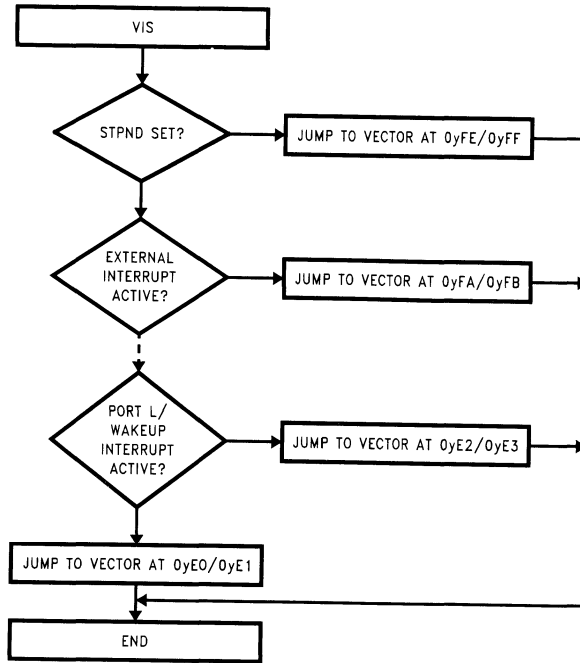 VIS
STPND SET?
JUMP TO VECTOR AT 0yFE/0yFF
EXTERNAL
INTERRUPT
ACTIVE?
JUMP TO VECTOR AT 0yFA/0yFB
PORT L/
WAKEUP
INTERRUPT
ACTIVE?
JUMP TO VECTOR AT 0yE2/0yE3
JUMP TO VECTOR AT 0yE0/0yE1
END